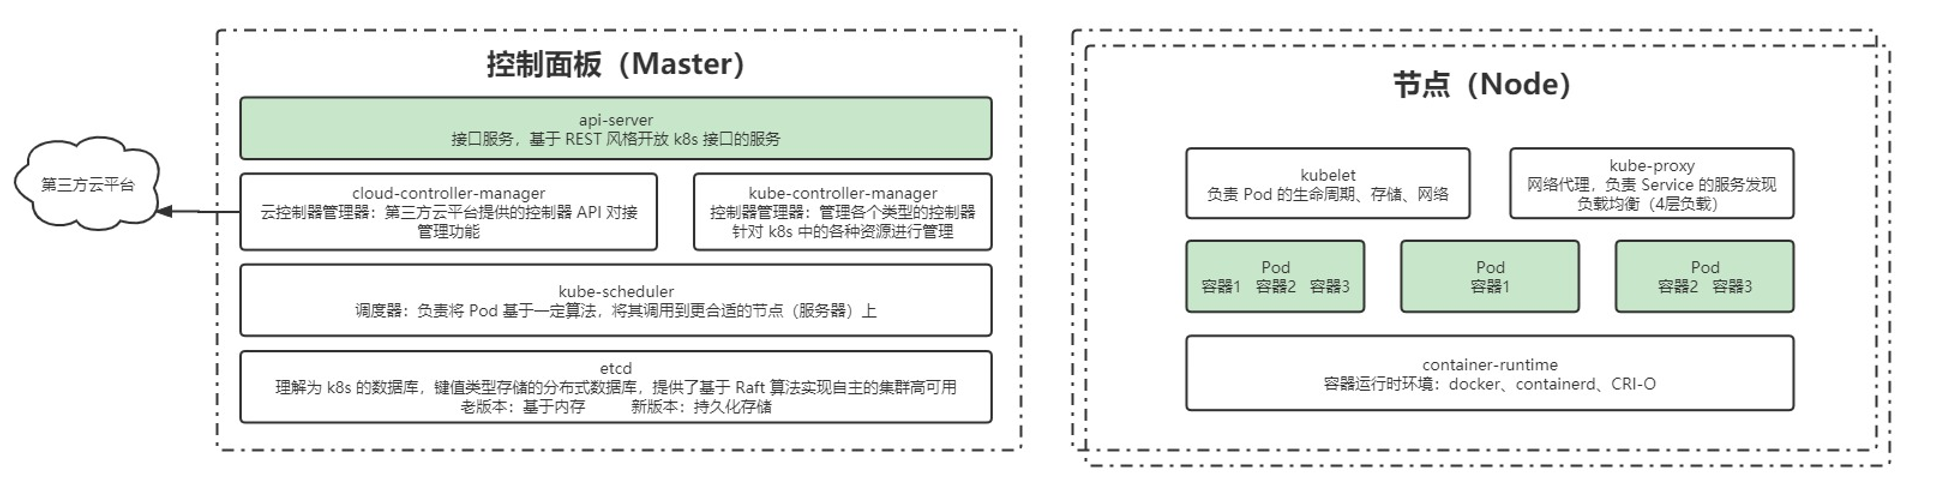 第三方云平台
控制面板（Master）
api-server
接口服务，基于 REST 风格开放 k8s 接口的服务
cloud-controller-manager
云控制器管理器：第三方云平台提供的控制器 API 对接
管理功能
kube-controller-manager
控制器管理器：管理各个类型的控制器
针对 k8s 中的各种资源进行管理
kube-scheduler
调度器：负责将 Pod 基于一定算法，将其调用到更合适的节点（服务器）上
etcd
理解为 k8s 的数据库，键值类型存储的分布式数据库，提供了基于 Raft 算法实现自主的集群高可用
老版本：基于内存 新版本：持久化存储
节点（Node）
kubelet
负责 Pod 的生命周期、存储、网络
kube-proxy
网络代理，负责 Service 的服务发现
负载均衡（4层负载）
Pod
容器1 容器2 容器3
Pod
容器1
Pod
容器2 容器3
container-runtime
容器运行时环境：docker、containerd、CRI-O